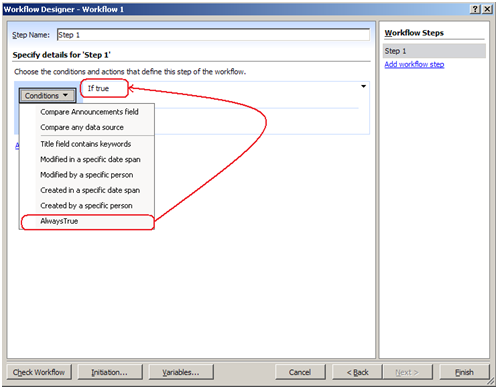 Workflow Designer - Workflow 1
Step Name: Step 1
Specify details for 'Step 1'
Choose the conditions and actions that define this step of the workflow.
Conditions
If true
Compare Announcements field
Compare any data source
Title field contains keywords
Modified in a specific date span
Modified by a specific person
Created in a specific date span
Created by a specific person
AlwaysTrue
Workflow Steps
Step 1
Add workflow step
Check Workflow
Initiation...
Variables...
Cancel
< Back
Next >
Finish